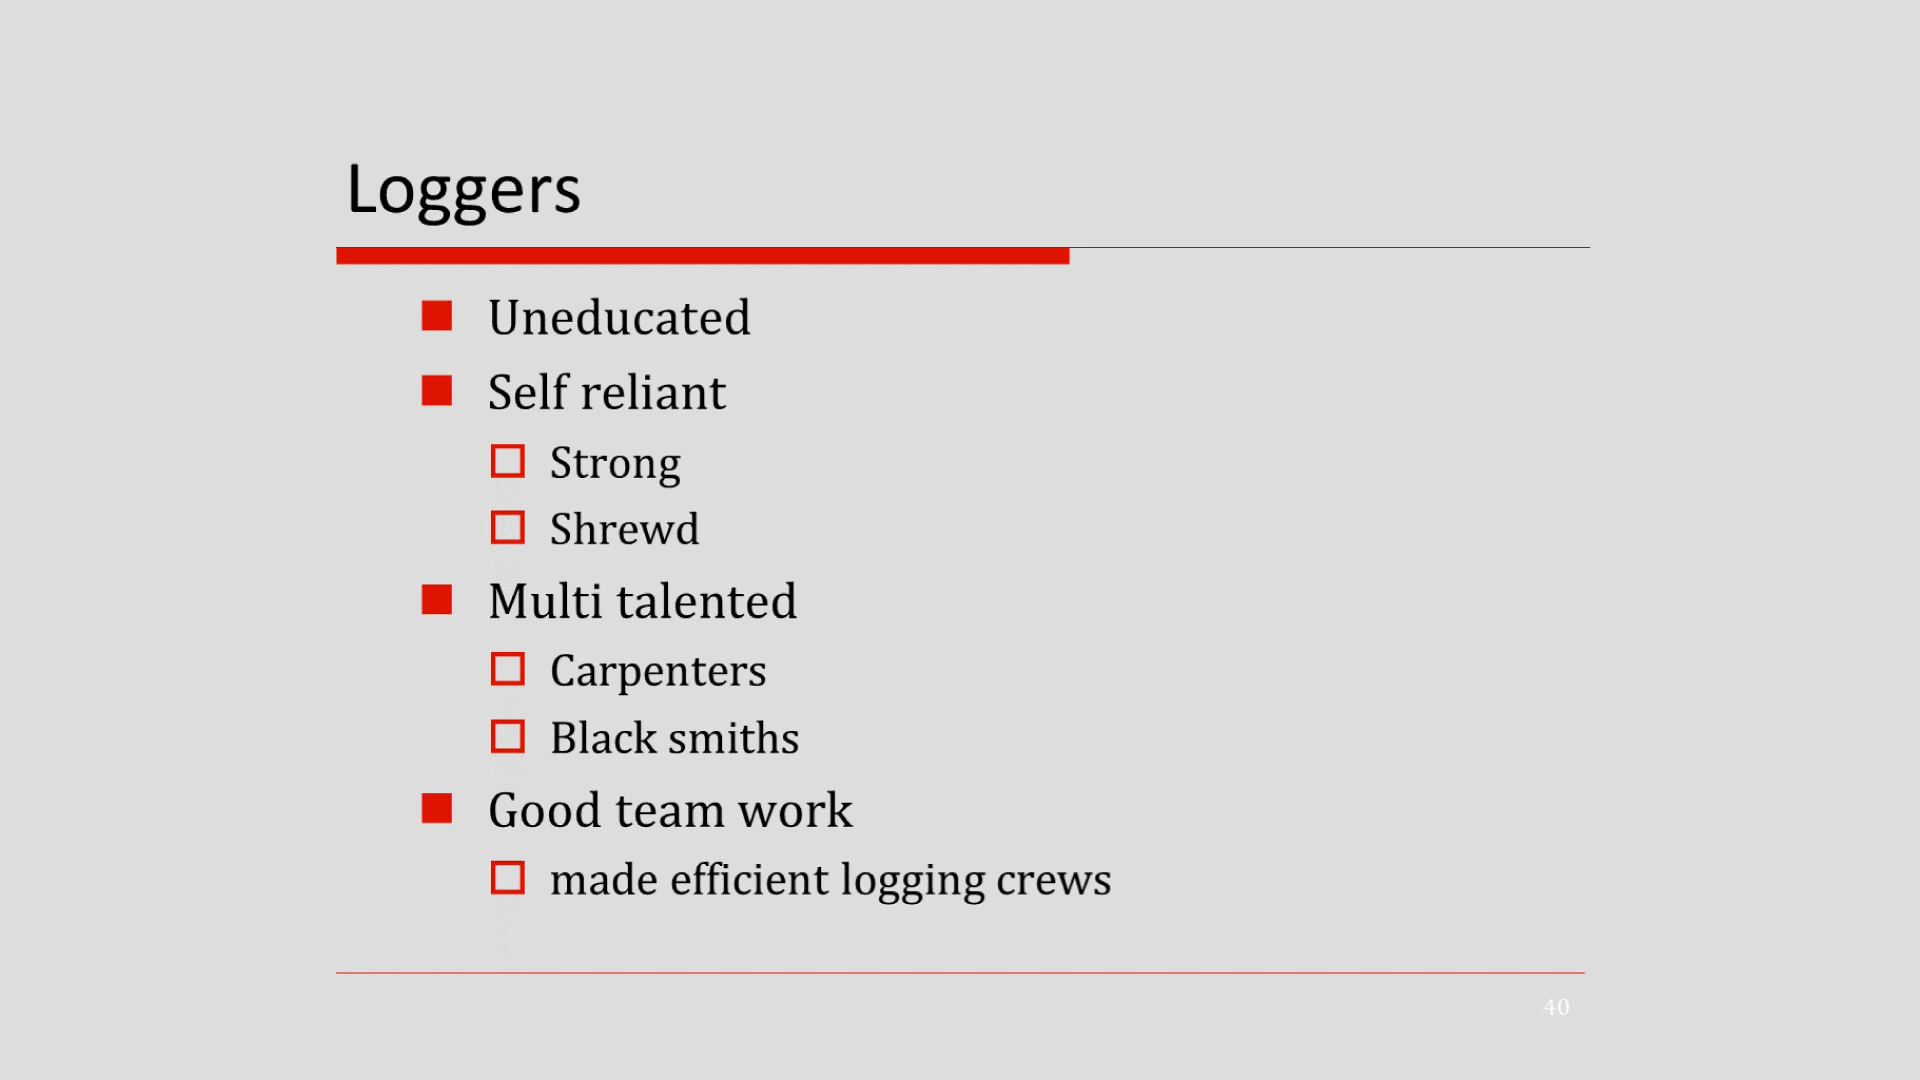 Loggers
Uneducated
Self reliant
Strong
Shrewd
Multi talented
Carpenters
Black smiths
Good team work
made efficient logging crews
40